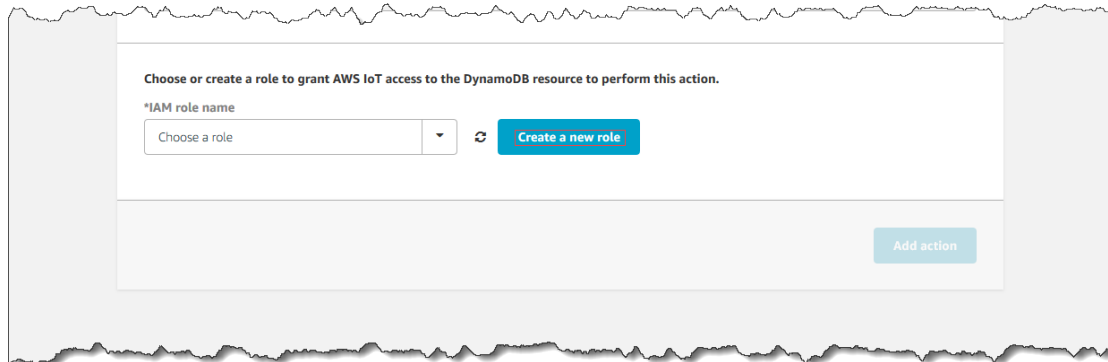 Choose or create a role to grant AWS IoT access to the DynamoDB resource to perform this action.
*IAM role name
Choose a role
Create a new role
Add action